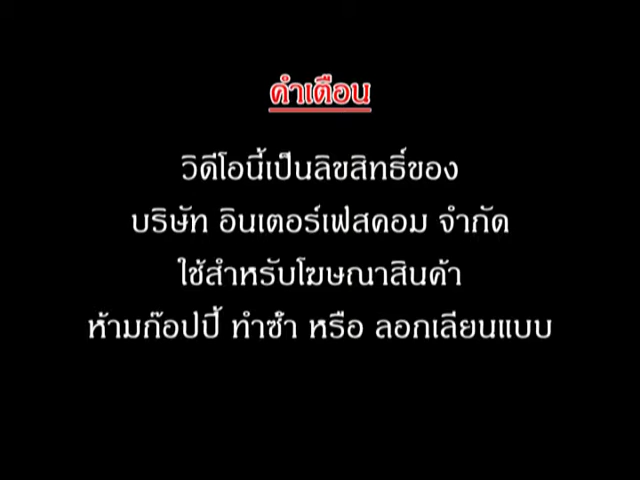 คำเตือน
วิดีโอนี้เป็นลิขสิทธิ์ของ
บริษัท อินเตอร์เฟสคอม จำกัด
ใช้สำหรับโฆษณาสินค้า
ห้ามก๊อปปี้ ทำซ้ำ หรือ ลอกเลียนแบบ